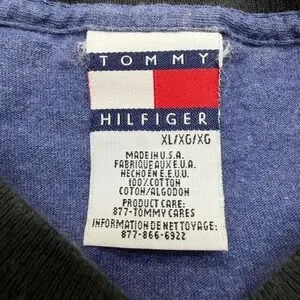 TOMMY
HILFIGER
XL/XG/XG
MADE IN U.S.A.
FABRIQUE AUX E.U.A.
HECHO EN E.E.U.U.
100% COTTON
COTON/ALGODON
PRODUCT CARE:
877-TOMMY CARES
INFORMATION DE NETTOYAGE:
877-866-6922